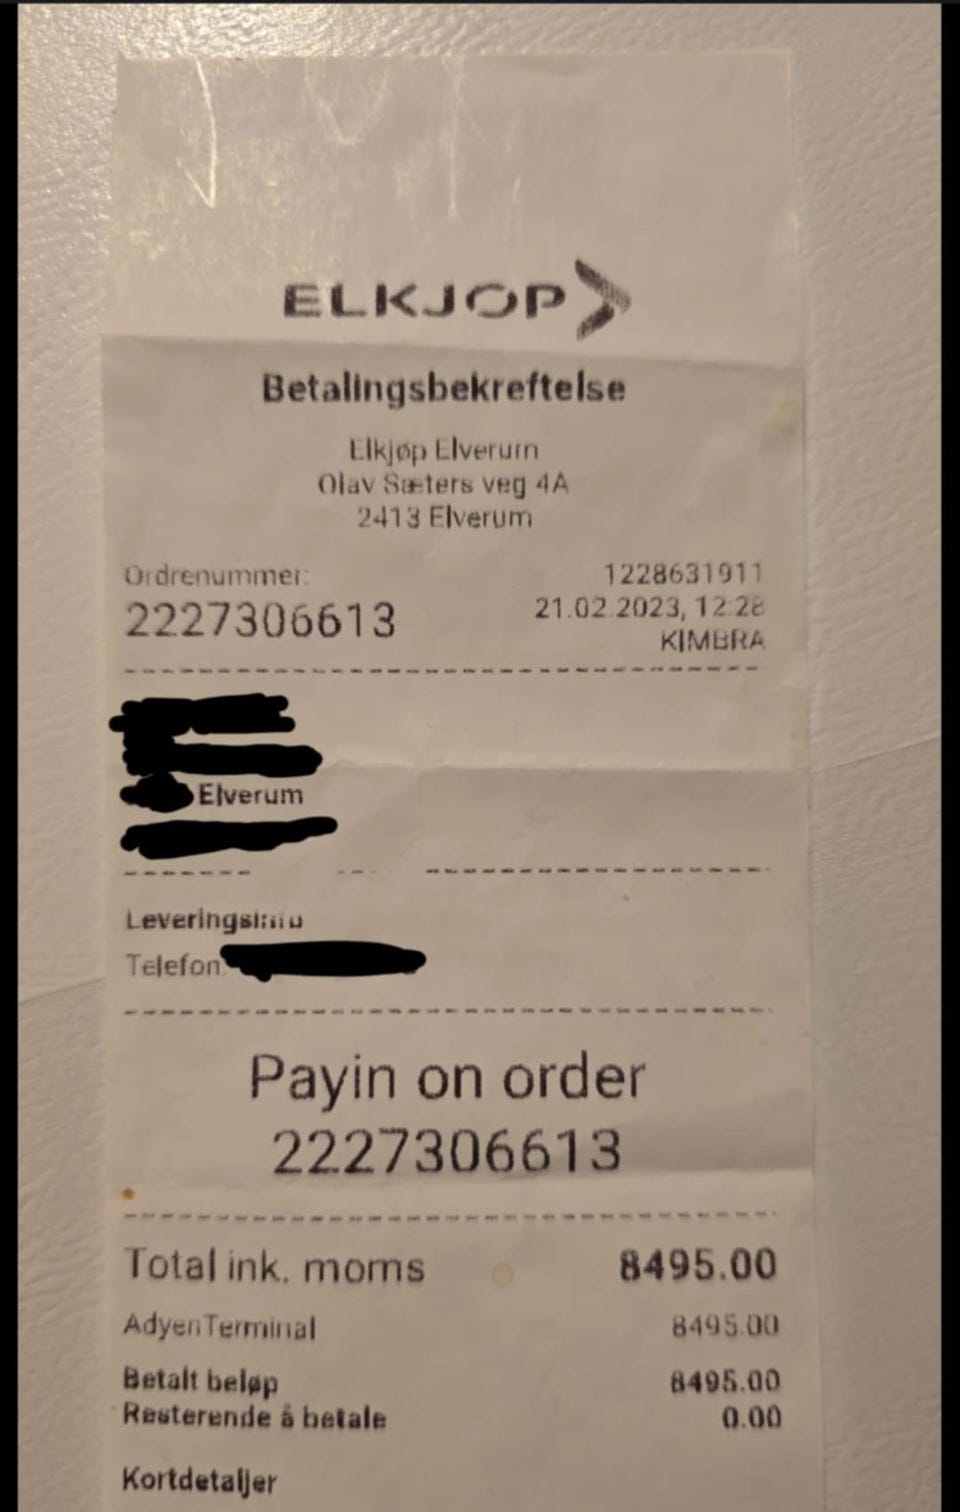 ELKJØP
Betalingsbekreftelse
Elkjøp Elverum
Olav Sæters veg 4A
2413 Elverum
Ordrenummer: 1228631911
2227306613 21.02.2023, 12:28
KIMBRA
Elverum
Leveringsinfo
Telefon:
Payin on order
2227306613
Total ink. moms 8495.00
AdyenTerminal 8495.00
Betalt beløp 8495.00
Resterende å betale 0.00
Kortdetaljer